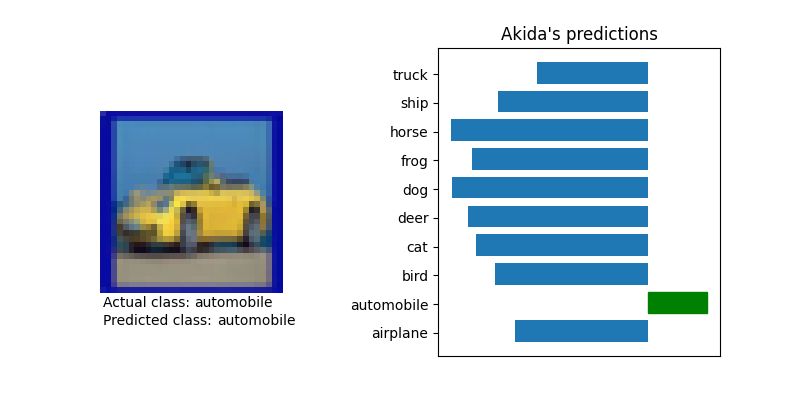 Akida's predictions
truck
ship
horse
frog
dog
deer
cat
bird
automobile
airplane
Actual class: automobile
Predicted class: automobile